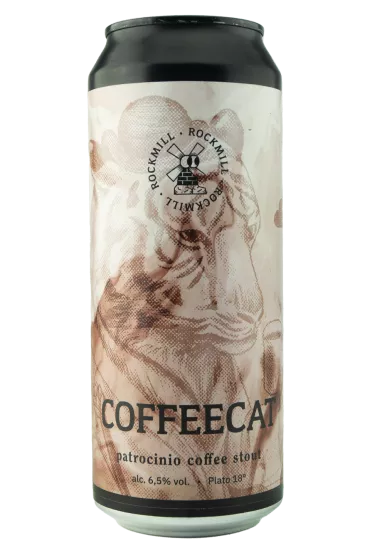 ROCKMILL · ROCKMILL · ROCKMILL ·
COFFEECAT
patrocinio coffee stout
alc. 6,5% vol. • Plato 18°